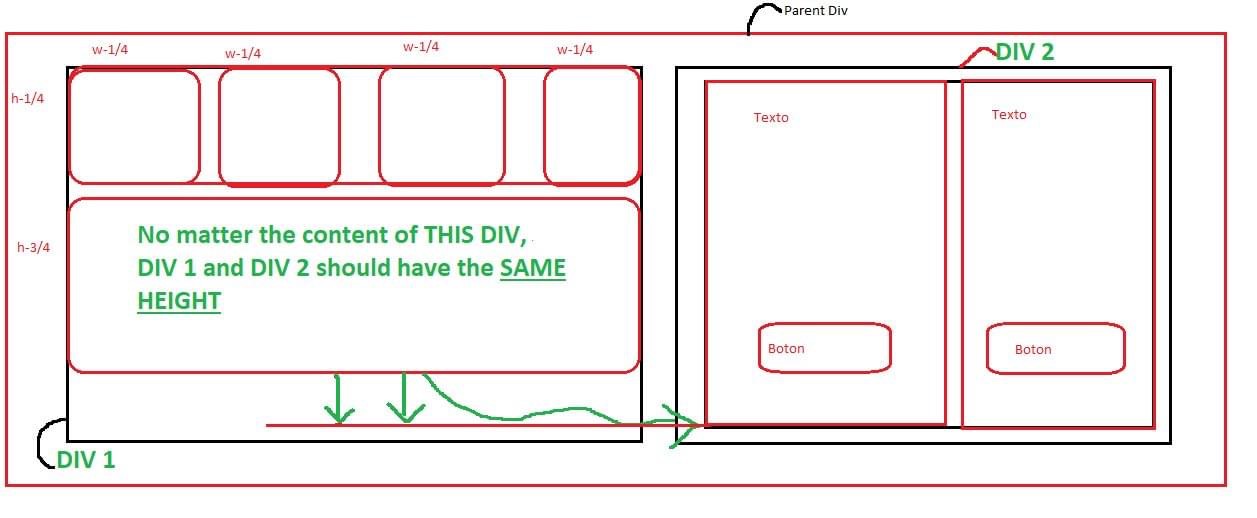 Parent Div
w-1/4
w-1/4
w-1/4
w-1/4
DIV 2
h-1/4
Texto
Texto
No matter the content of THIS DIV,
DIV 1 and DIV 2 should have the SAME
HEIGHT
h-3/4
Boton
Boton
DIV 1